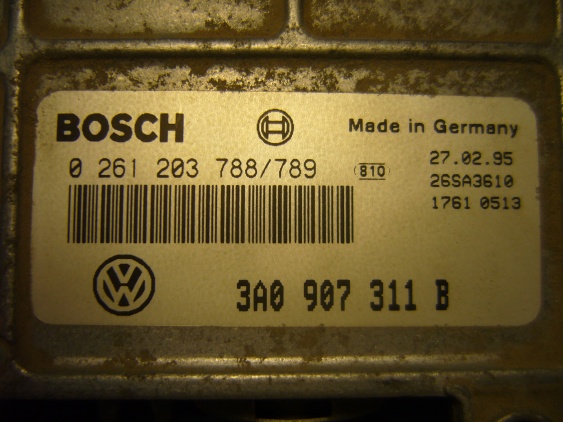 BOSCH
Made in Germany
0 261 203 788/789
810
27.02.95
26SA3610
1761 0513
VW
3A0 907 311 B